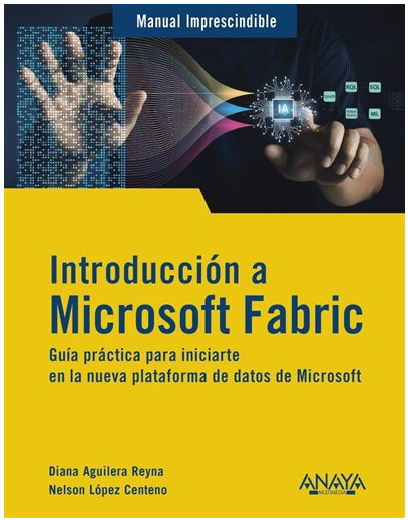 Manual Imprescindible
KQL
SQL
IA
ML
Introducción a
Microsoft Fabric
Guía práctica para iniciarte
en la nueva plataforma de datos de Microsoft
Diana Aguilera Reyna
Nelson López Centeno
ANAYA
MULTIMEDIA